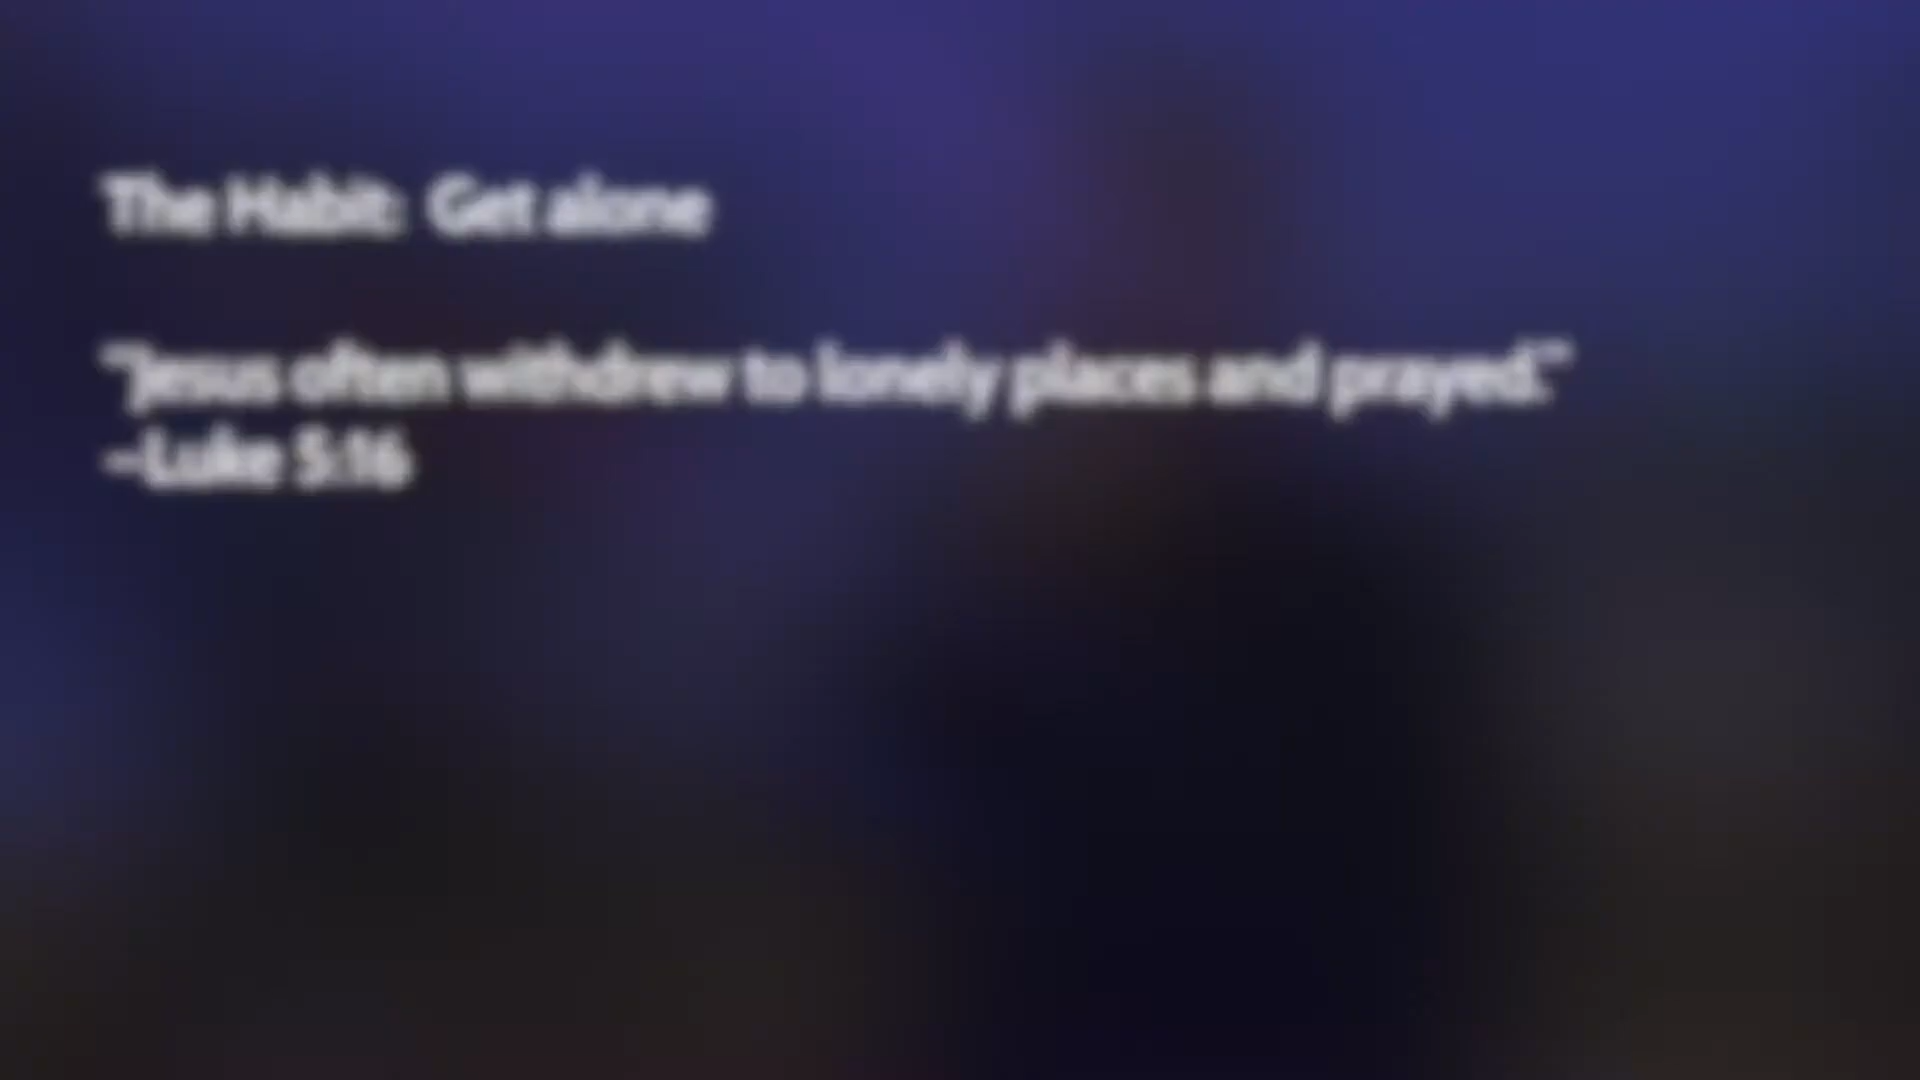 The Habit: Get alone
"Jesus often withdrew to lonely places and prayed."
–Luke 5:16